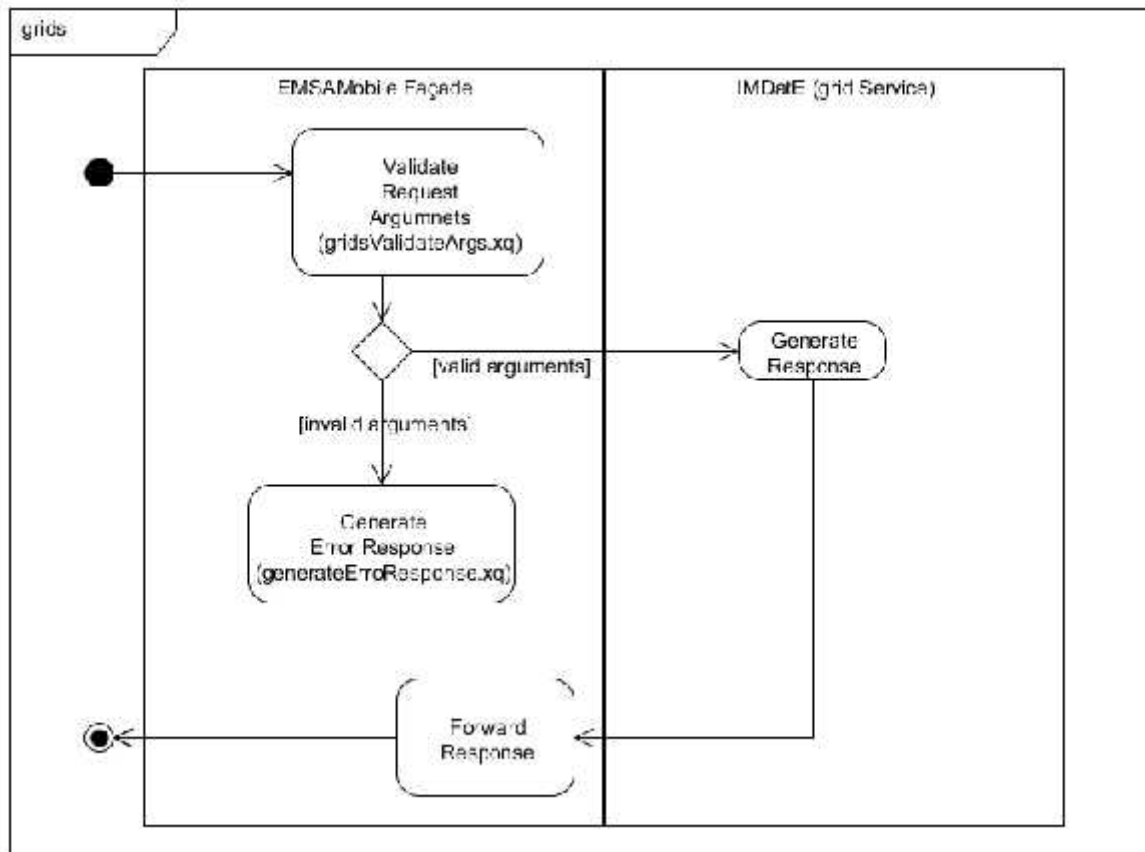 grids
EMSAMobile Façade
IMDatE (grid Service)
Validate
Request
Argumnets
(gridsValidateArgs.xq)
Generate
Response
[valid arguments]
[invalid arguments]
Generate
Error Response
(generateErroResponse.xq)
Forward
Response